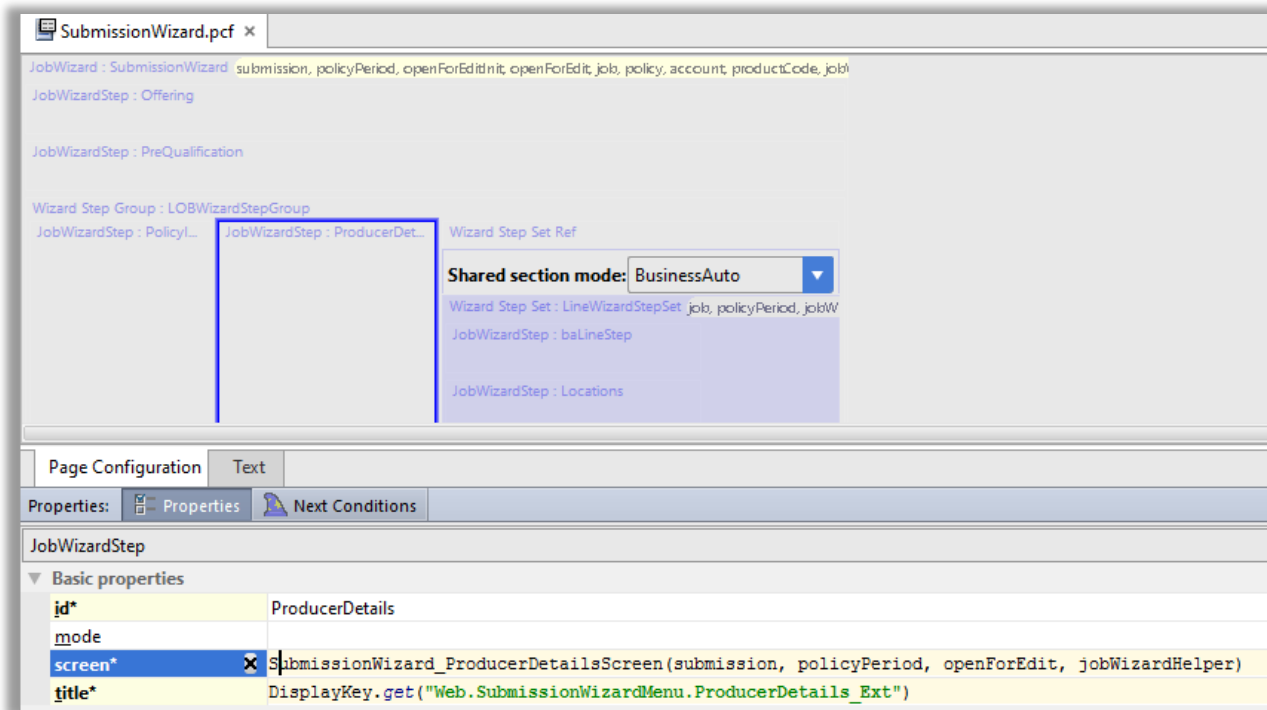 SubmissionWizard.pcf ×
JobWizard : SubmissionWizard submission, policyPeriod, openForEditInit, openForEdit, job, policy, account, productCode, job
JobWizardStep : Offering
JobWizardStep : PreQualification
Wizard Step Group : LOBWizardStepGroup
JobWizardStep : PolicyI... JobWizardStep : ProducerDet... Wizard Step Set Ref
Shared section mode: BusinessAuto
Wizard Step Set : LineWizardStepSet job, policyPeriod, jobW
JobWizardStep : baLineStep
JobWizardStep : Locations
Page Configuration Text
Properties: Properties Next Conditions
JobWizardStep
Basic properties
id* ProducerDetails
mode
screen* SubmissionWizard_ProducerDetailsScreen(submission, policyPeriod, openForEdit, jobWizardHelper)
title* DisplayKey.get("Web.SubmissionWizardMenu.ProducerDetails_Ext")